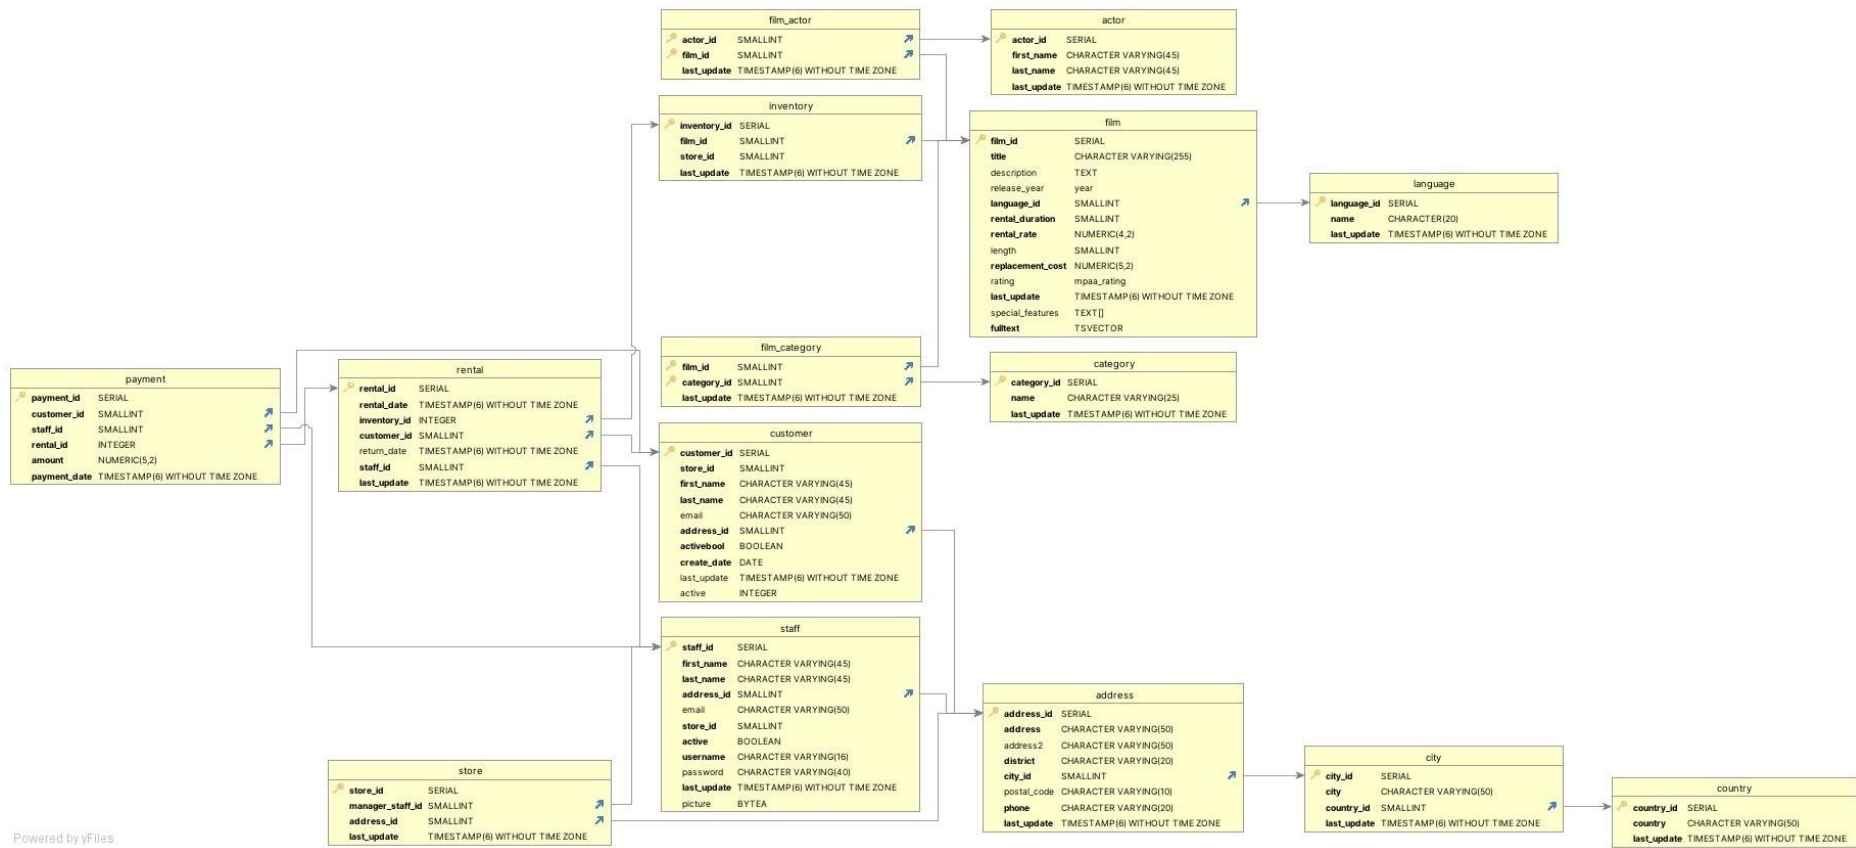 film_actor
actor_id SMALLINT
film_id SMALLINT
last_update TIMESTAMP(6) WITHOUT TIME ZONE
actor
actor_id SERIAL
first_name CHARACTER VARYING(45)
last_name CHARACTER VARYING(45)
last_update TIMESTAMP(6) WITHOUT TIME ZONE
inventory
inventory_id SERIAL
film_id SMALLINT
store_id SMALLINT
last_update TIMESTAMP(6) WITHOUT TIME ZONE
film
film_id SERIAL
title CHARACTER VARYING(255)
description TEXT
release_year year
language_id SMALLINT
rental_duration SMALLINT
rental_rate NUMERIC(4,2)
length SMALLINT
replacement_cost NUMERIC(5,2)
rating mpaa_rating
last_update TIMESTAMP(6) WITHOUT TIME ZONE
special_features TEXT[]
fulltext TSVECTOR
language
language_id SERIAL
name CHARACTER(20)
last_update TIMESTAMP(6) WITHOUT TIME ZONE
film_category
film_id SMALLINT
category_id SMALLINT
last_update TIMESTAMP(6) WITHOUT TIME ZONE
category
category_id SERIAL
name CHARACTER VARYING(25)
last_update TIMESTAMP(6) WITHOUT TIME ZONE
payment
payment_id SERIAL
customer_id SMALLINT
staff_id SMALLINT
rental_id INTEGER
amount NUMERIC(5,2)
payment_date TIMESTAMP(6) WITHOUT TIME ZONE
rental
rental_id SERIAL
rental_date TIMESTAMP(6) WITHOUT TIME ZONE
inventory_id INTEGER
customer_id SMALLINT
return_date TIMESTAMP(6) WITHOUT TIME ZONE
staff_id SMALLINT
last_update TIMESTAMP(6) WITHOUT TIME ZONE
customer
customer_id SERIAL
store_id SMALLINT
first_name CHARACTER VARYING(45)
last_name CHARACTER VARYING(45)
email CHARACTER VARYING(50)
address_id SMALLINT
activebool BOOLEAN
create_date DATE
last_update TIMESTAMP(6) WITHOUT TIME ZONE
active INTEGER
staff
staff_id SERIAL
first_name CHARACTER VARYING(45)
last_name CHARACTER VARYING(45)
address_id SMALLINT
email CHARACTER VARYING(50)
store_id SMALLINT
active BOOLEAN
username CHARACTER VARYING(16)
password CHARACTER VARYING(40)
last_update TIMESTAMP(6) WITHOUT TIME ZONE
picture BYTEA
store
store_id SERIAL
manager_staff_id SMALLINT
address_id SMALLINT
last_update TIMESTAMP(6) WITHOUT TIME ZONE
address
address_id SERIAL
address CHARACTER VARYING(50)
address2 CHARACTER VARYING(50)
district CHARACTER VARYING(20)
city_id SMALLINT
postal_code CHARACTER VARYING(10)
phone CHARACTER VARYING(20)
last_update TIMESTAMP(6) WITHOUT TIME ZONE
city
city_id SERIAL
city CHARACTER VARYING(50)
country_id SMALLINT
last_update TIMESTAMP(6) WITHOUT TIME ZONE
country
country_id SERIAL
country CHARACTER VARYING(50)
last_update TIMESTAMP(6) WITHOUT TIME ZONE
Powered by yFiles